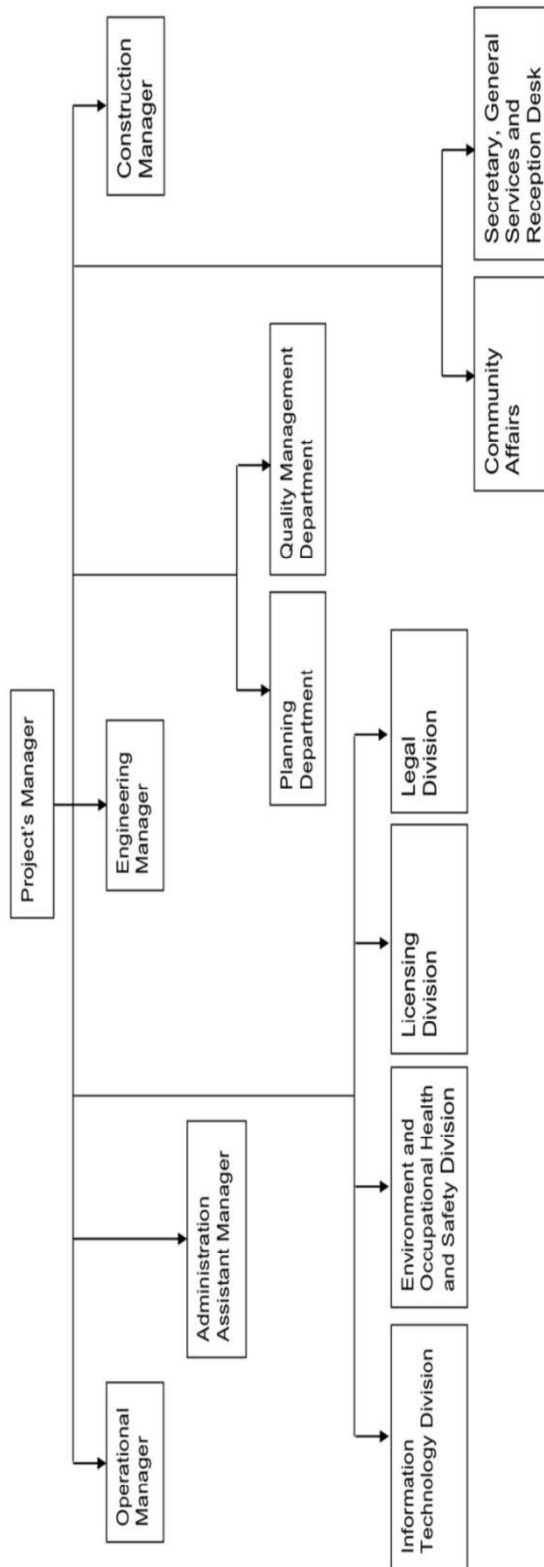 Project's Manager
Operational
Manager
Engineering
Manager
Construction
Manager
Administration
Assistant Manager
Planning
Department
Quality Management
Department
Information
Technology Division
Environment and
Occupational Health
and Safety Division
Licensing
Division
Legal
Division
Community
Affairs
Secretary, General
Services and
Reception Desk